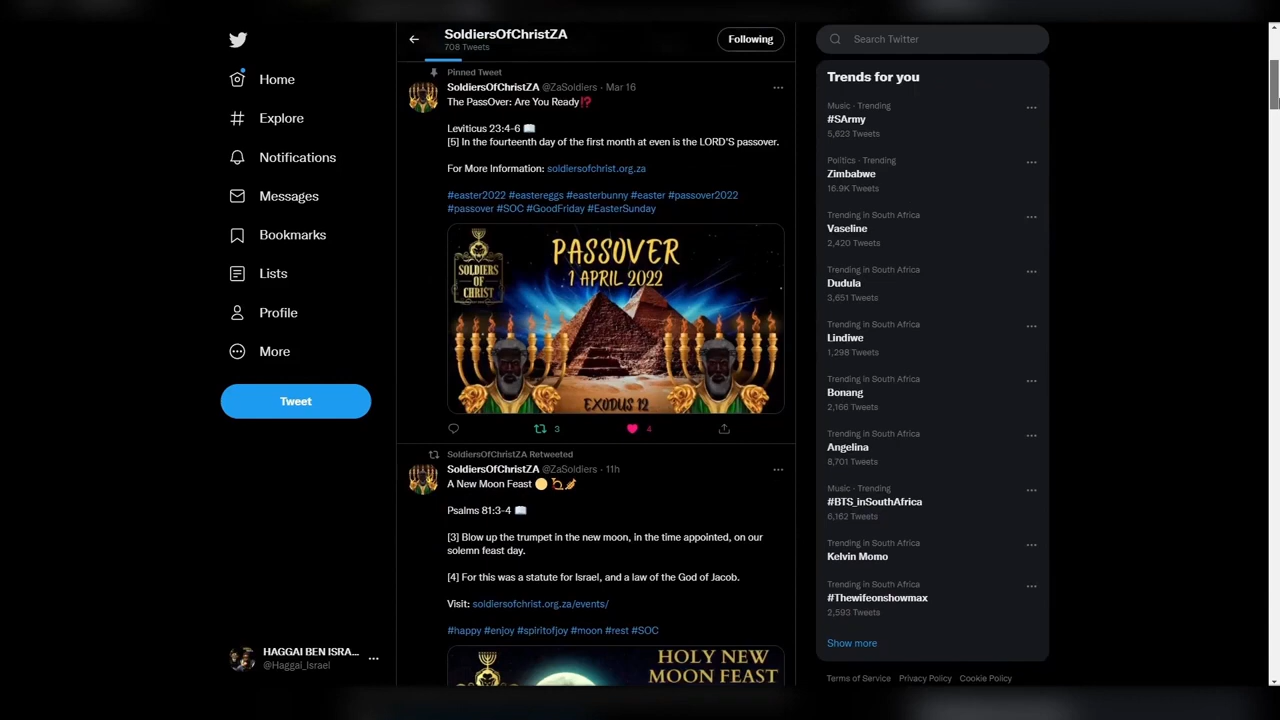 Home
Explore
Notifications
Messages
Bookmarks
Lists
Profile
More
Tweet
HAGGAI BEN ISRA...
@Haggai_Israel
SoldiersOfChristZA
708 Tweets
Following
Pinned Tweet
SoldiersOfChristZA @ZaSoldiers · Mar 16
The PassOver: Are You Ready⁉
Leviticus 23:4-6 📖
[5] In the fourteenth day of the first month at even is the LORD'S passover.
For More Information: soldiersofchrist.org.za
#easter2022 #eastereggs #easterbunny #easter #passover2022
#passover #SOC #GoodFriday #EasterSunday
SOLDIERS
OF
CHRIST
PASSOVER
1 APRIL 2022
EXODUS 12
3
4
SoldiersOfChristZA Retweeted
SoldiersOfChristZA @ZaSoldiers · 11h
A New Moon Feast
Psalms 81:3-4 📖
[3] Blow up the trumpet in the new moon, in the time appointed, on our
solemn feast day.
[4] For this was a statute for Israel, and a law of the God of Jacob.
Visit: soldiersofchrist.org.za/events/
#happy #enjoy #spiritofjoy #moon #rest #SOC
HOLY NEW
MOON FEAST
Search Twitter
Trends for you
Music · Trending
#SArmy
5,623 Tweets
Politics · Trending
Zimbabwe
16.9K Tweets
Trending in South Africa
Vaseline
2,420 Tweets
Trending in South Africa
Dudula
3,651 Tweets
Trending in South Africa
Lindiwe
1,298 Tweets
Trending in South Africa
Bonang
2,166 Tweets
Trending in South Africa
Angelina
8,701 Tweets
Music · Trending
#BTS_inSouthAfrica
6,162 Tweets
Trending in South Africa
Kelvin Momo
Trending in South Africa
#Thewifeonshowmax
2,593 Tweets
Show more
Terms of Service Privacy Policy Cookie Policy